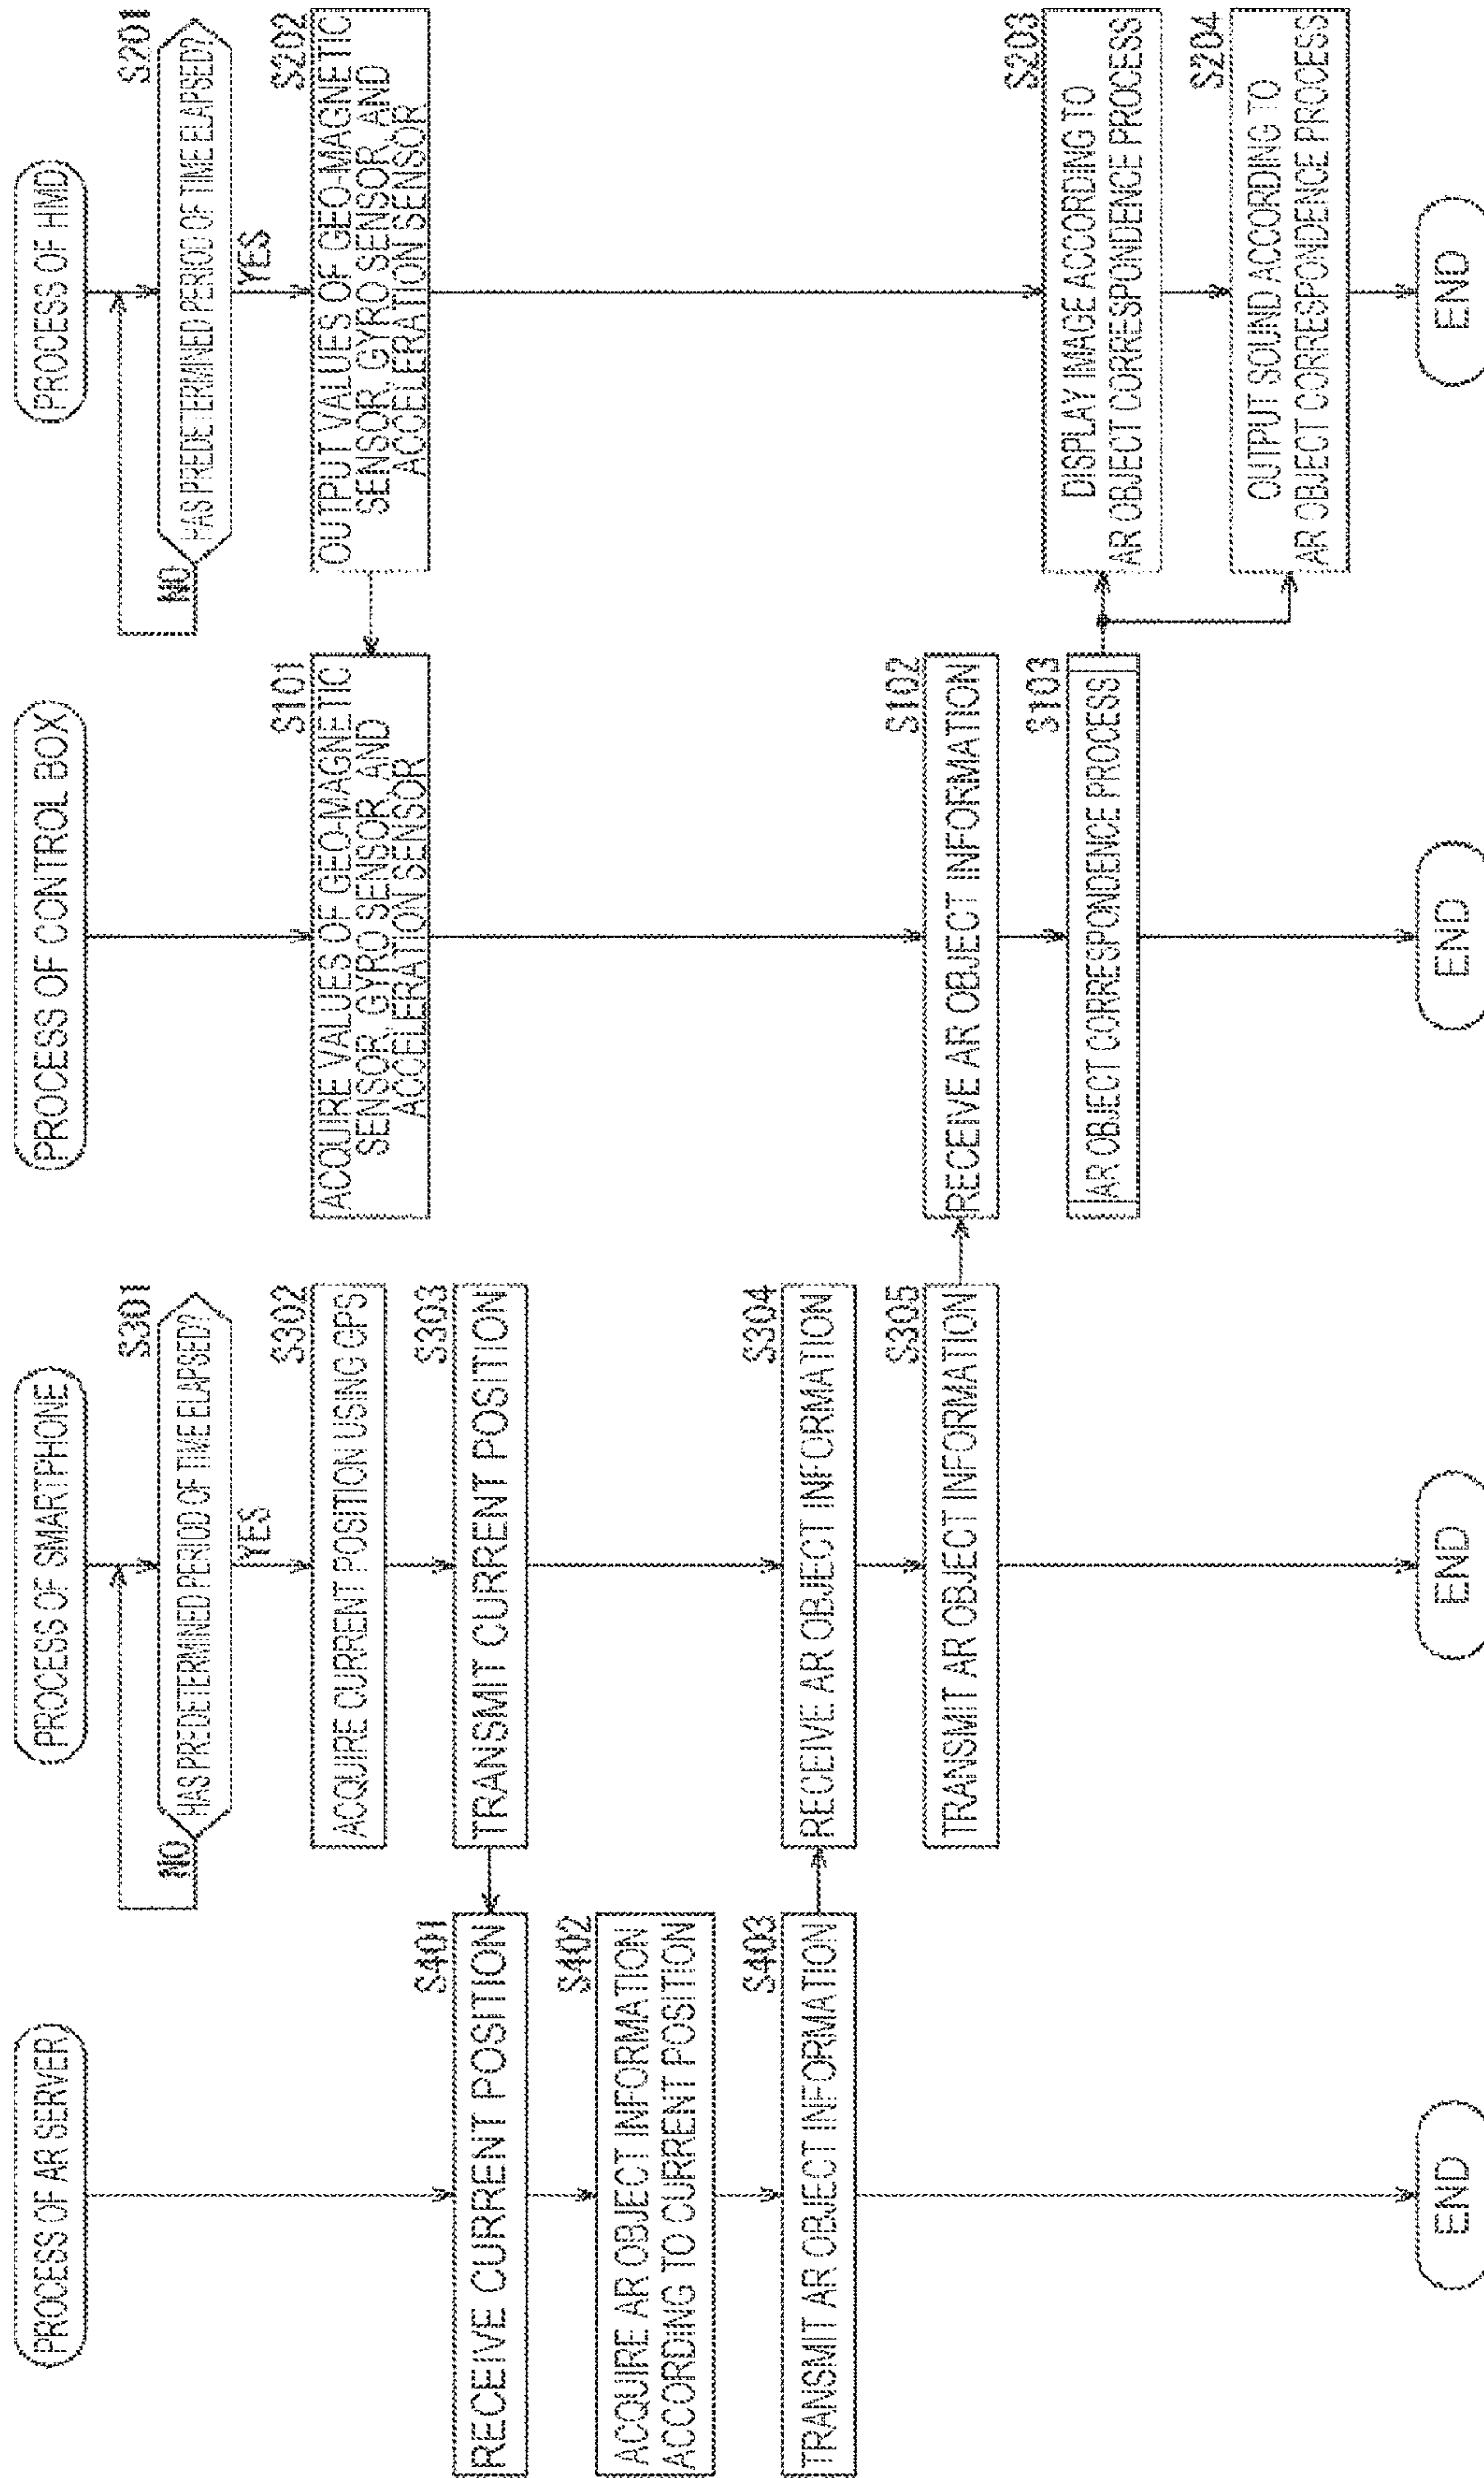 PROCESS OF AR SERVER
S401
RECEIVE CURRENT POSITION
S402
ACQUIRE AR OBJECT INFORMATION
ACCORDING TO CURRENT POSITION
S403
TRANSMIT AR OBJECT INFORMATION
END
PROCESS OF SMARTPHONE
S301
HAS PREDETERMINED PERIOD OF TIME ELAPSED?
NO
YES
S302
ACQUIRE CURRENT POSITION USING GPS
S303
TRANSMIT CURRENT POSITION
S304
RECEIVE AR OBJECT INFORMATION
S305
TRANSMIT AR OBJECT INFORMATION
END
PROCESS OF CONTROL BOX
S101
ACQUIRE VALUES OF GEO-MAGNETIC
SENSOR, GYRO SENSOR, AND
ACCELERATION SENSOR
S102
RECEIVE AR OBJECT INFORMATION
S103
AR OBJECT CORRESPONDENCE PROCESS
END
PROCESS OF HMD
S201
HAS PREDETERMINED PERIOD OF TIME ELAPSED?
NO
YES
S202
OUTPUT VALUES OF GEO-MAGNETIC
SENSOR, GYRO SENSOR, AND
ACCELERATION SENSOR
S203
DISPLAY IMAGE ACCORDING TO
AR OBJECT CORRESPONDENCE PROCESS
S204
OUTPUT SOUND ACCORDING TO
AR OBJECT CORRESPONDENCE PROCESS
END